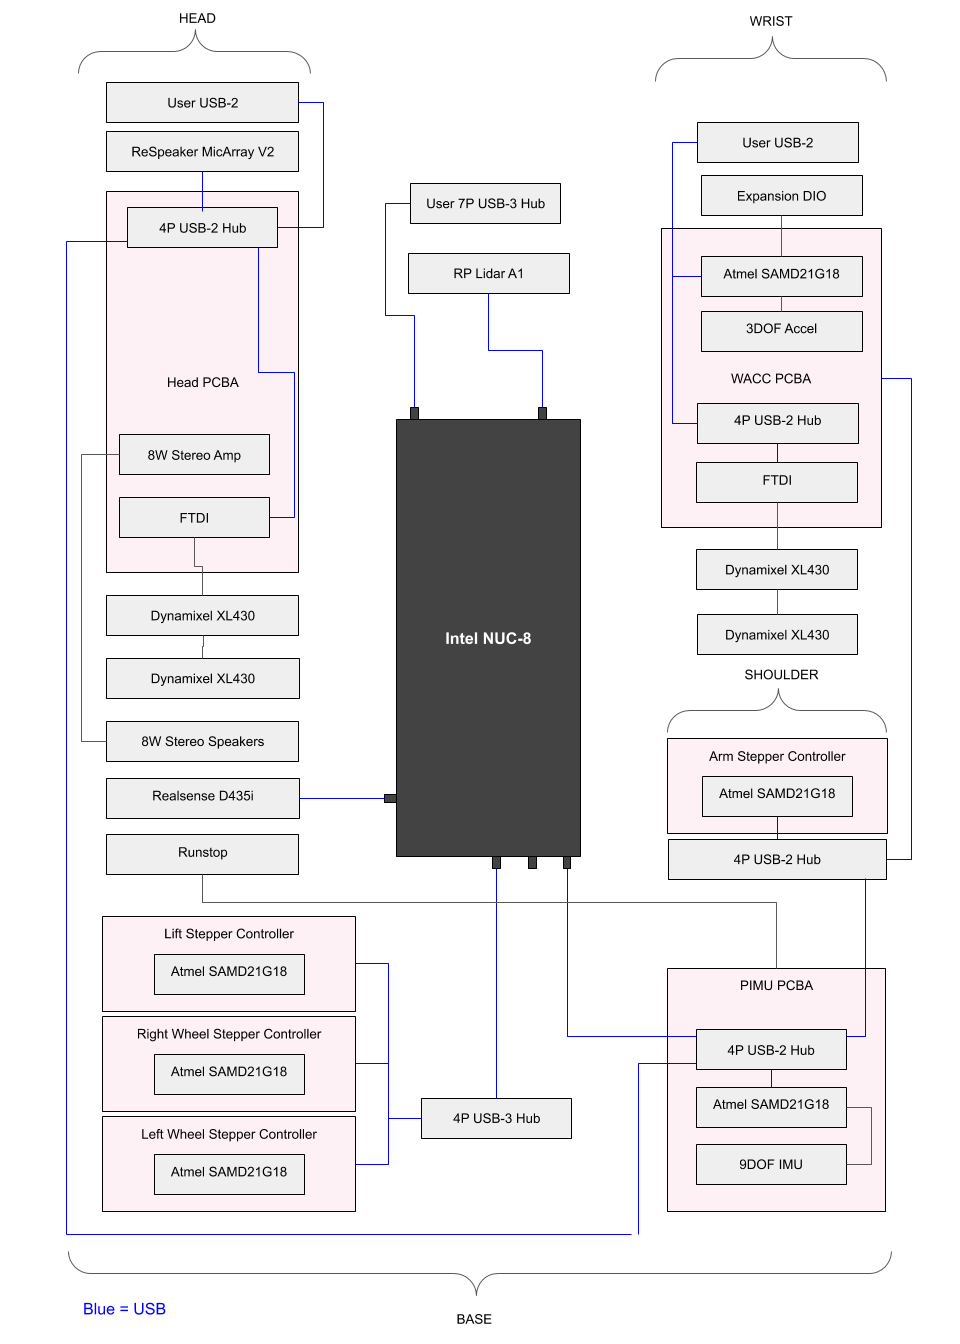 HEAD
User USB-2
ReSpeaker MicArray V2
4P USB-2 Hub
Head PCBA
8W Stereo Amp
FTDI
Dynamixel XL430
Dynamixel XL430
8W Stereo Speakers
Realsense D435i
Runstop
User 7P USB-3 Hub
RP Lidar A1
Intel NUC-8
WRIST
User USB-2
Expansion DIO
Atmel SAMD21G18
3DOF Accel
WACC PCBA
4P USB-2 Hub
FTDI
Dynamixel XL430
Dynamixel XL430
SHOULDER
Arm Stepper Controller
Atmel SAMD21G18
4P USB-2 Hub
Lift Stepper Controller
Atmel SAMD21G18
Right Wheel Stepper Controller
Atmel SAMD21G18
Left Wheel Stepper Controller
Atmel SAMD21G18
4P USB-3 Hub
PIMU PCBA
4P USB-2 Hub
Atmel SAMD21G18
9DOF IMU
Blue = USB
BASE